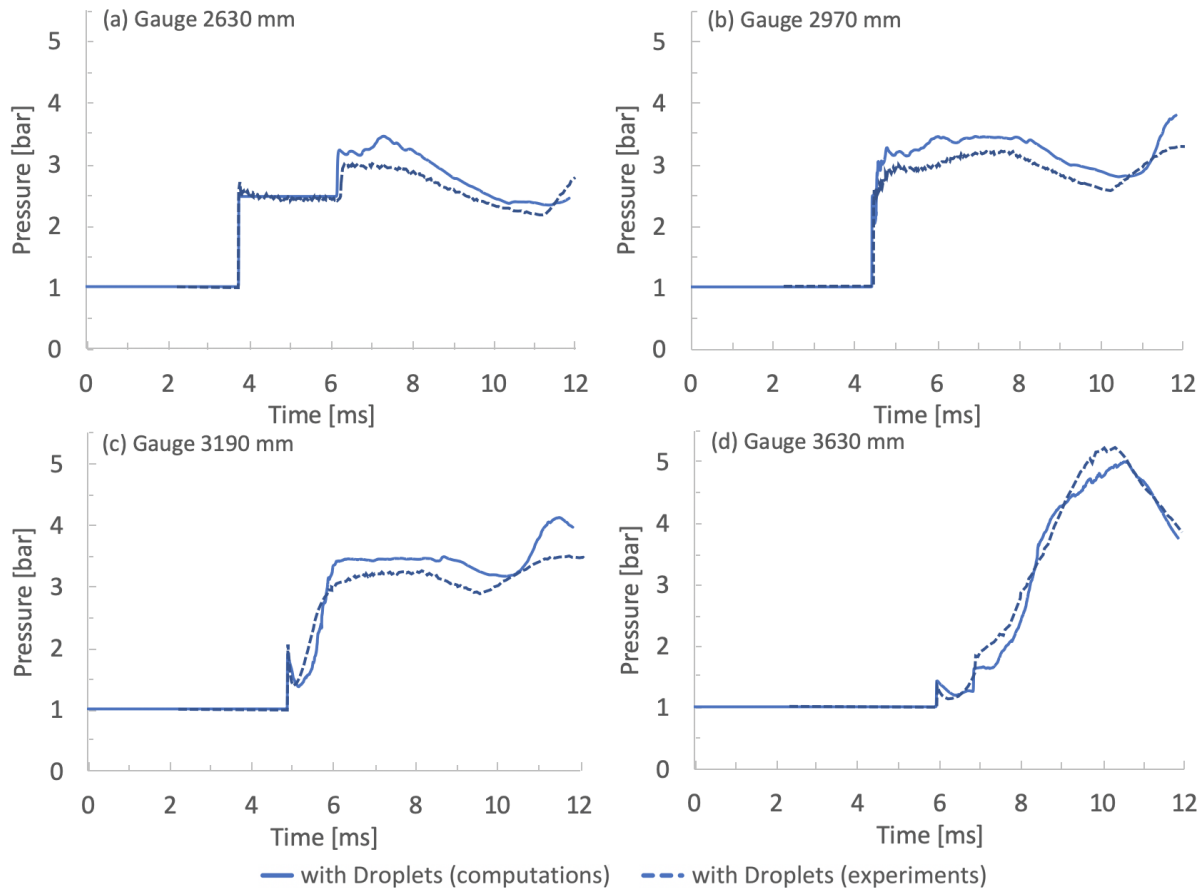 (a) Gauge 2630 mm
Pressure [bar]
5
4
3
2
1
0
0 2 4 6 8 10 12
Time [ms]
(b) Gauge 2970 mm
Pressure [bar]
5
4
3
2
1
0
0 2 4 6 8 10 12
Time [ms]
(c) Gauge 3190 mm
Pressure [bar]
5
4
3
2
1
0
0 2 4 6 8 10 12
Time [ms]
(d) Gauge 3630 mm
Pressure [bar]
5
4
3
2
1
0
0 2 4 6 8 10 12
Time [ms]
with Droplets (computations) with Droplets (experiments)